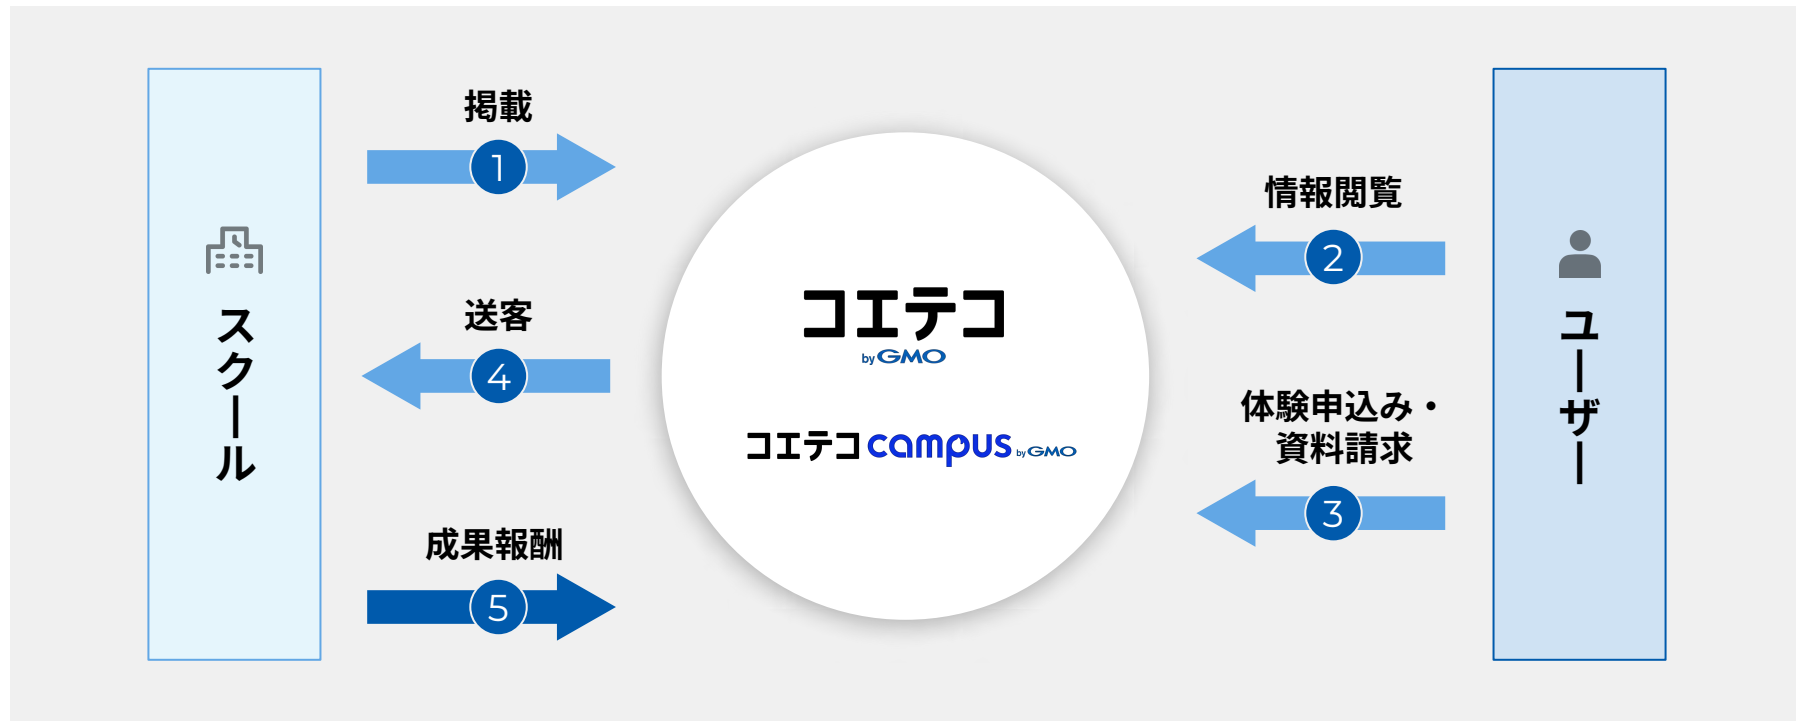 掲載
1
スクール
送客
4
成果報酬
5
コエテコ
by GMO
コエテコ campus by GMO
情報閲覧
2
体験申込み・
資料請求
3
ユーザー